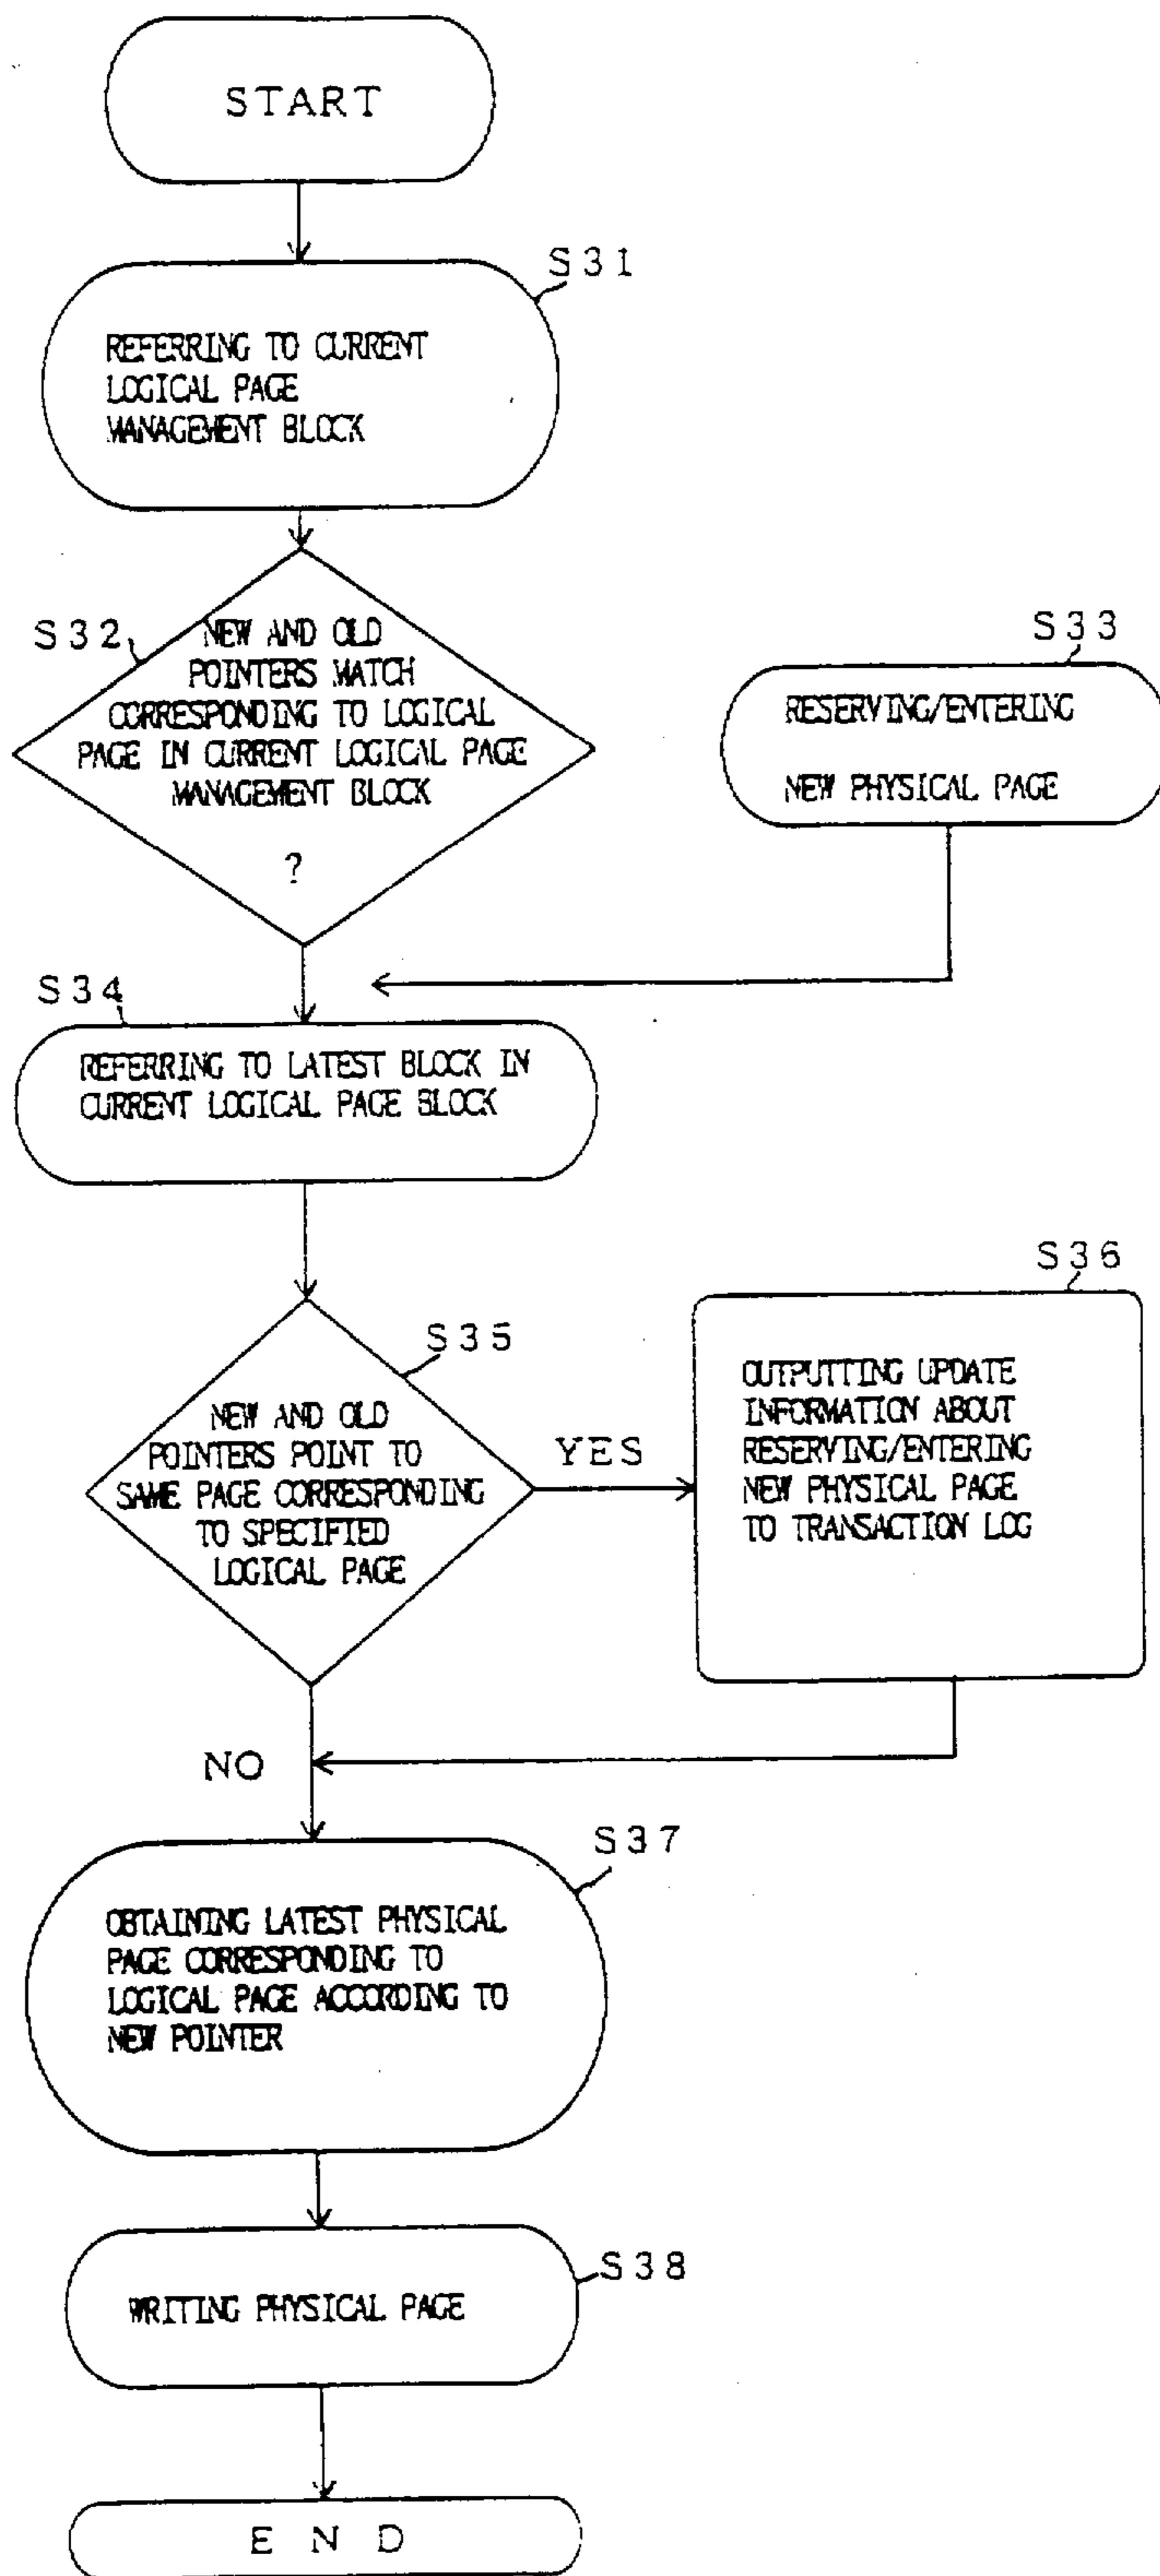 START
S31
REFERRING TO CURRENT
LOGICAL PAGE
MANAGEMENT BLOCK
S32
NEW AND OLD
POINTERS MATCH
CORRESPONDING TO LOGICAL
PAGE IN CURRENT LOGICAL PAGE
MANAGEMENT BLOCK
?
S33
RESERVING/ENTERING
NEW PHYSICAL PAGE
S34
REFERRING TO LATEST BLOCK IN
CURRENT LOGICAL PAGE BLOCK
S35
NEW AND OLD
POINTERS POINT TO
SAME PAGE CORRESPONDING
TO SPECIFIED
LOGICAL PAGE
YES
S36
OUTPUTTING UPDATE
INFORMATION ABOUT
RESERVING/ENTERING
NEW PHYSICAL PAGE
TO TRANSACTION LOG
NO
S37
OBTAINING LATEST PHYSICAL
PAGE CORRESPONDING TO
LOGICAL PAGE ACCORDING TO
NEW POINTER
S38
WRITING PHYSICAL PAGE
END